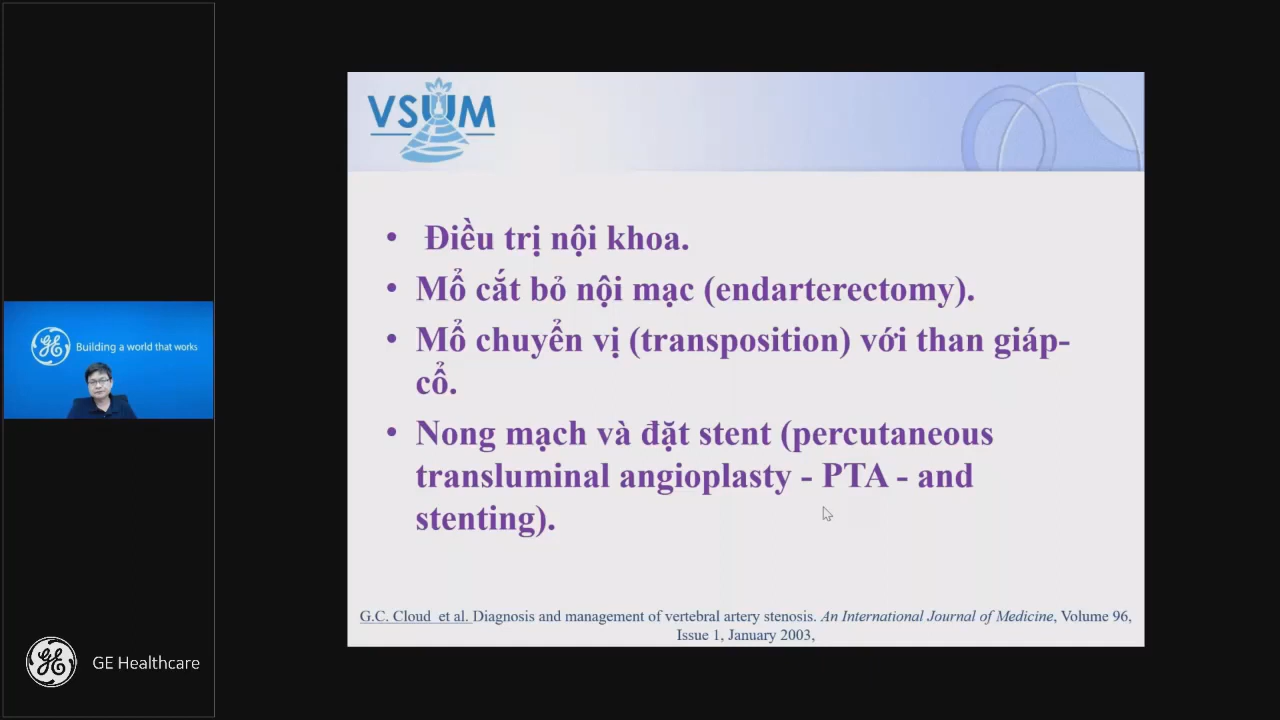 VSUM
• Điều trị nội khoa.
• Mổ cắt bỏ nội mạc (endarterectomy).
• Mổ chuyển vị (transposition) với than giáp-
cổ.
• Nong mạch và đặt stent (percutaneous
transluminal angioplasty - PTA - and
stenting).
G.C. Cloud et al. Diagnosis and management of vertebral artery stenosis. An International Journal of Medicine, Volume 96,
Issue 1, January 2003,
Building a world that works
GE Healthcare